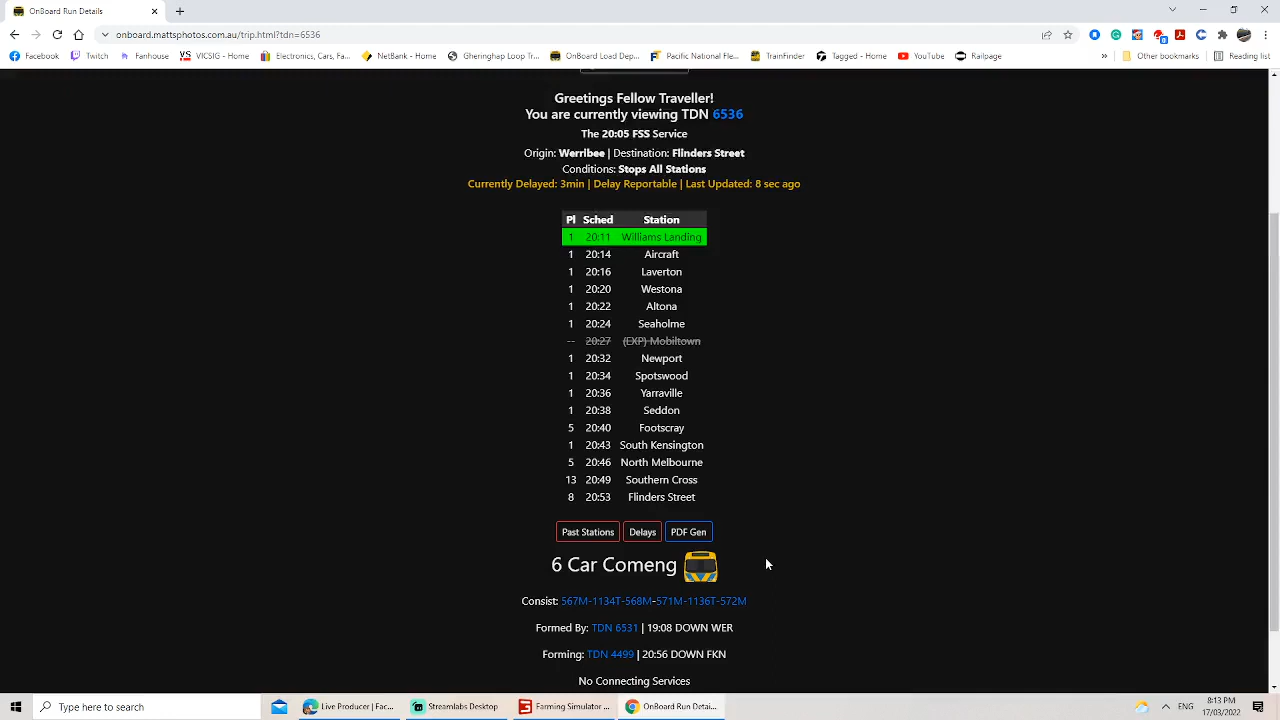 OnBoard Run Details
onboard.mattsphotos.com.au/trip.html?tdn=6536
Facebook Twitch Fanhouse VICSIG - Home Electronics, Cars, Fa... NetBank - Home Gheringhap Loop Tr... OnBoard Load Dep... Pacific National Fle... TrainFinder Tagged - Home YouTube Railpage » Other bookmarks Reading list
Greetings Fellow Traveller!
You are currently viewing TDN 6536
The 20:05 FSS Service
Origin: Werribee | Destination: Flinders Street
Conditions: Stops All Stations
Currently Delayed: 3min | Delay Reportable | Last Updated: 8 sec ago
Pl Sched Station
1 20:11 Williams Landing
1 20:14 Aircraft
1 20:16 Laverton
1 20:20 Westona
1 20:22 Altona
1 20:24 Seaholme
-- 20:27 (EXP) Mobiltown
1 20:32 Newport
1 20:34 Spotswood
1 20:36 Yarraville
1 20:38 Seddon
5 20:40 Footscray
1 20:43 South Kensington
5 20:46 North Melbourne
13 20:49 Southern Cross
8 20:53 Flinders Street
Past Stations Delays PDF Gen
6 Car Comeng
Consist: 567M-1134T-568M-571M-1136T-572M
Formed By: TDN 6531 | 19:08 DOWN WER
Forming: TDN 4499 | 20:56 DOWN FKN
No Connecting Services
Type here to search Live Producer | Fac... Streamlabs Desktop Farming Simulator ... OnBoard Run Detai... 8:13 PM
17/03/2022